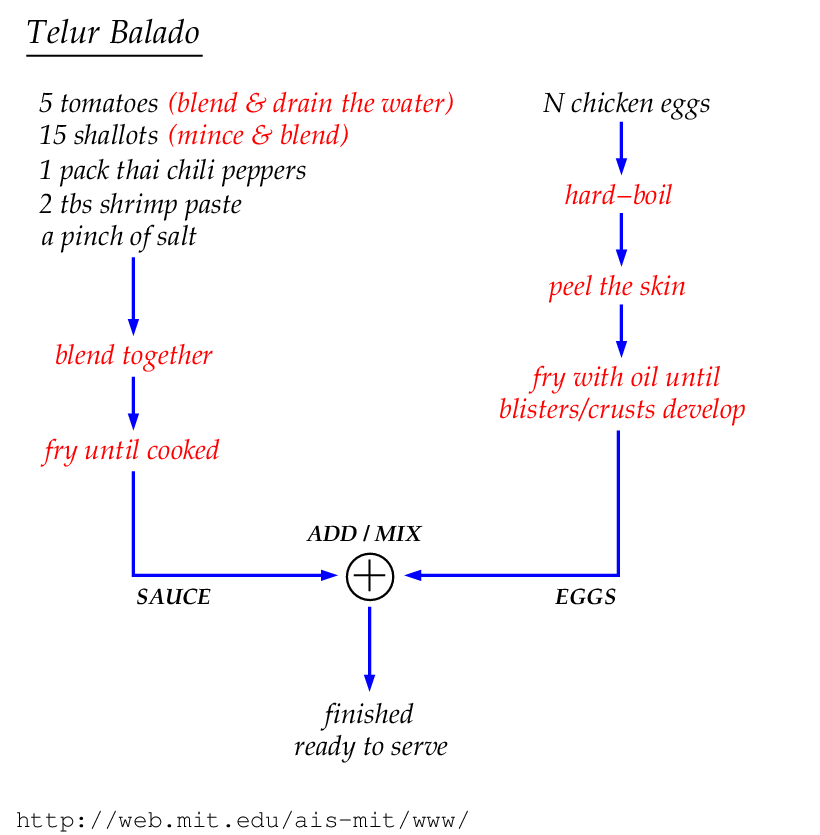 Telur Balado
5 tomatoes (blend & drain the water)
15 shallots (mince & blend)
1 pack thai chili peppers
2 tbs shrimp paste
a pinch of salt
blend together
fry until cooked
N chicken eggs
hard–boil
peel the skin
fry with oil until
blisters/crusts develop
ADD / MIX
SAUCE
EGGS
finished
ready to serve
http://web.mit.edu/ais-mit/www/